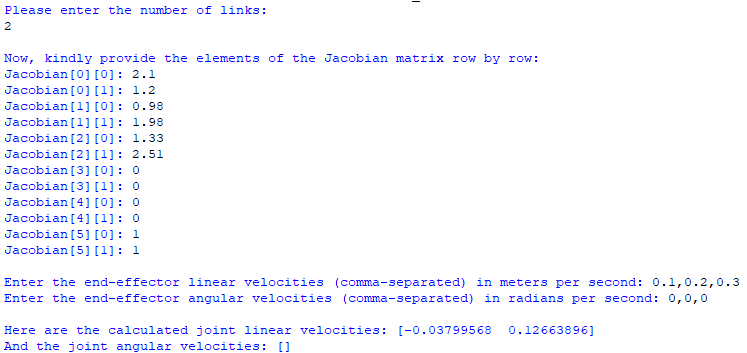 Please enter the number of links:
2
Now, kindly provide the elements of the Jacobian matrix row by row:
Jacobian[0][0]: 2.1
Jacobian[0][1]: 1.2
Jacobian[1][0]: 0.98
Jacobian[1][1]: 1.98
Jacobian[2][0]: 1.33
Jacobian[2][1]: 2.51
Jacobian[3][0]: 0
Jacobian[3][1]: 0
Jacobian[4][0]: 0
Jacobian[4][1]: 0
Jacobian[5][0]: 1
Jacobian[5][1]: 1
Enter the end-effector linear velocities (comma-separated) in meters per second: 0.1,0.2,0.3
Enter the end-effector angular velocities (comma-separated) in radians per second: 0,0,0
Here are the calculated joint linear velocities: [-0.03799568  0.12663896]
And the joint angular velocities: []